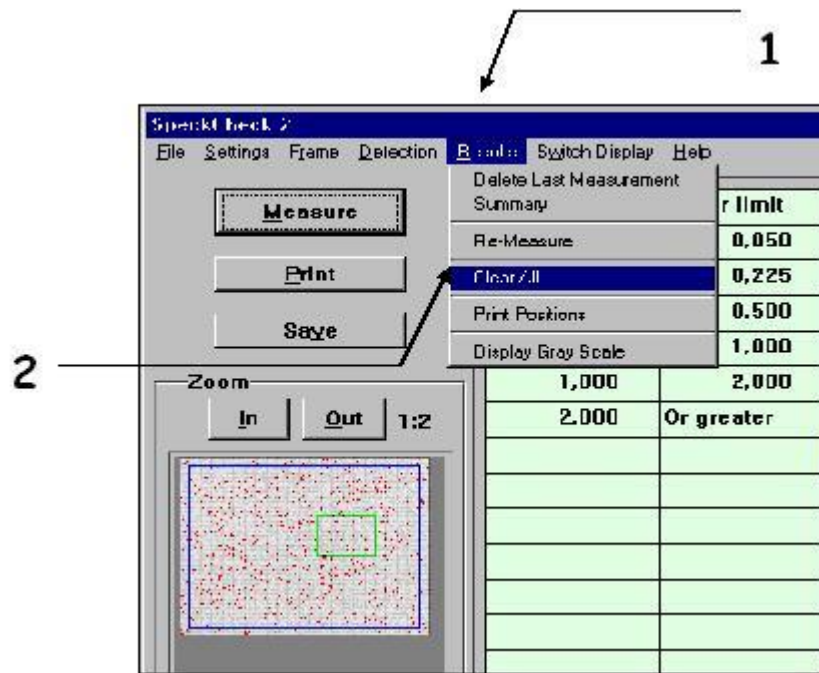 1
SpeckCheck 2
File Settings Frame Detection Results Switch Display Help
Delete Last Measurement
Summary
Re-Measure
Clear All
Print Positions
Display Gray Scale
Measure
Print
Save
r limit
0,050
0,225
0.500
1,000
1,000 2,000
2.000 Or greater
2
Zoom
In Out 1:2